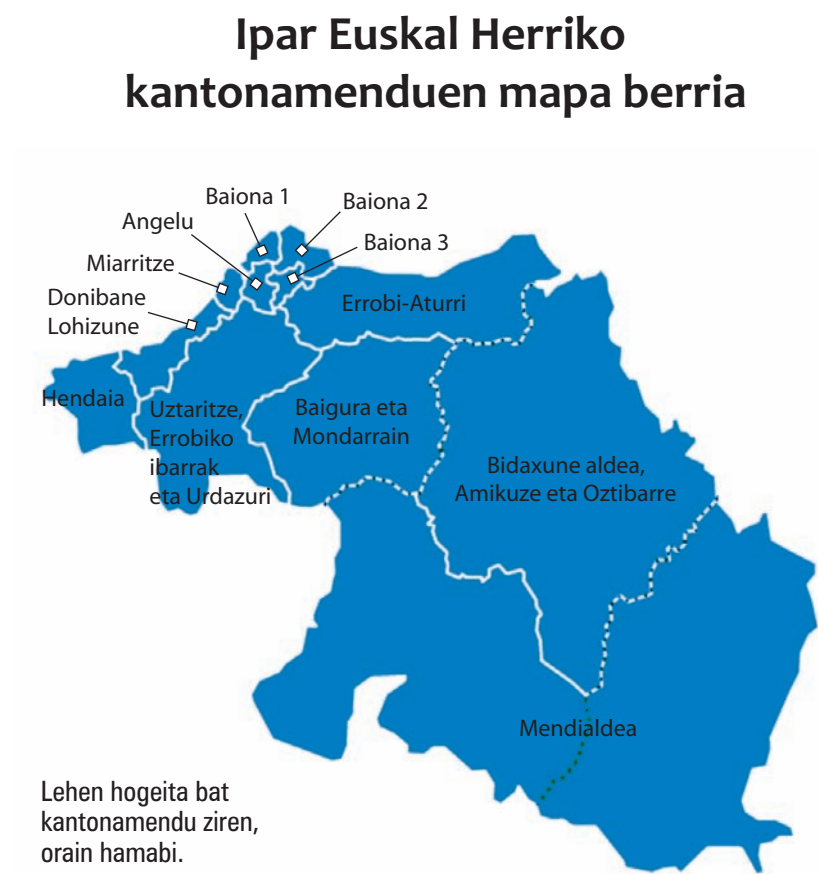 Ipar Euskal Herriko
kantonamenduen mapa berria
Baiona 1
Baiona 2
Angelu
Baiona 3
Miarritze
Donibane
Lohizune
Errobi-Aturri
Hendaia
Uztaritze,
Errobiko
ibarrak
eta Urdazuri
Baigura eta
Mondarrain
Bidaxune aldea,
Amikuze eta Oztibarre
Mendialdea
Lehen hogeita bat
kantonamendu ziren,
orain hamabi.